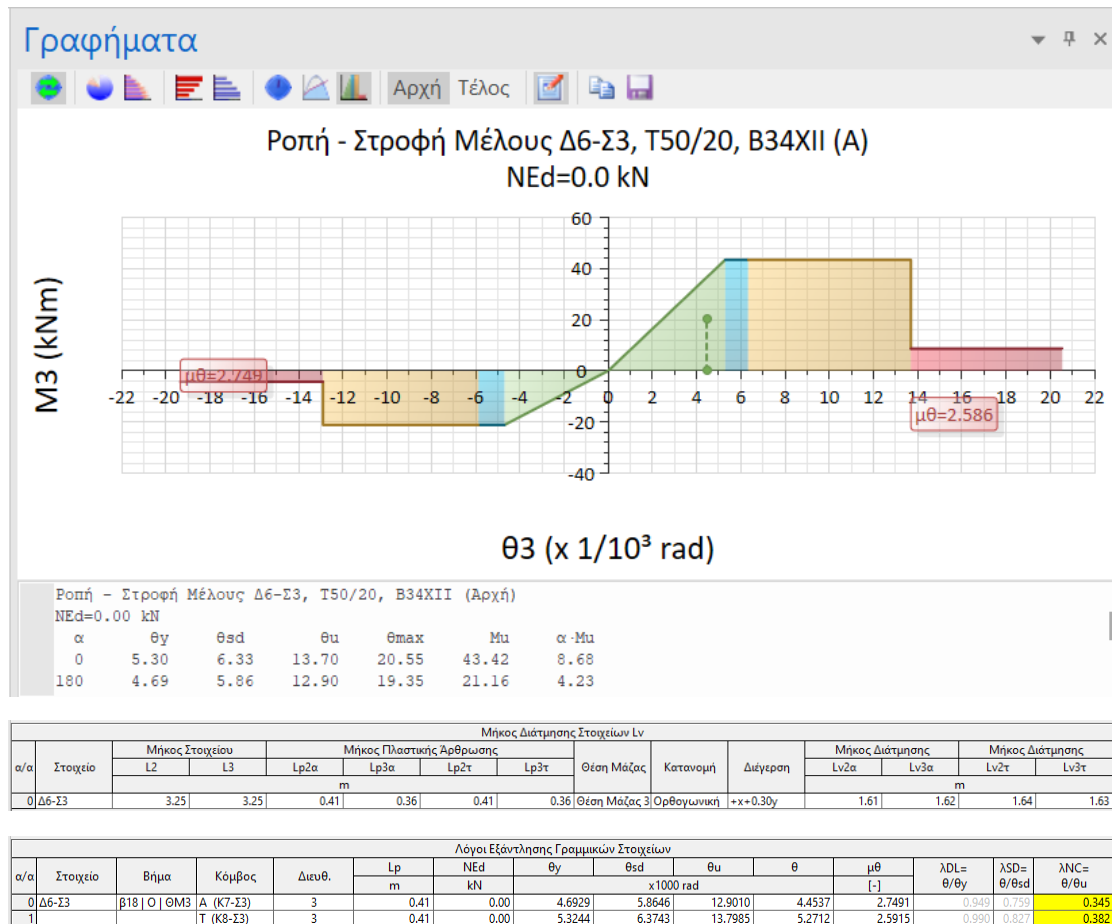 Γραφήματα
Αρχή Τέλος
Ροπή - Στροφή Μέλους Δ6-Σ3, T50/20, B34XII (A)
NEd=0.0 kN
M3 (kNm)
60
40
20
0
-20
-40
-22 -20 -18 -16 -14 -12 -10 -8 -6 -4 -2 0 2 4 6 8 10 12 14 16 18 20 22
μθ=2.749
μθ=2.586
θ3 (x 1/10³ rad)
Ροπή - Στροφή Μέλους Δ6-Σ3, T50/20, B34XII (Αρχή)
NEd=0.00 kN
α θy θsd θu θmax Mu α·Mu
0 5.30 6.33 13.70 20.55 43.42 8.68
180 4.69 5.86 12.90 19.35 21.16 4.23
Μήκος Διάτμησης Στοιχείων Lv
α/α Στοιχείο Μήκος Στοιχείου Μήκος Πλαστικής Άρθρωσης Θέση Μάζας Κατανομή Διέγερση Μήκος Διάτμησης Μήκος Διάτμησης
L2 L3 Lp2α Lp3α Lp2τ Lp3τ Lv2α Lv3α Lv2τ Lv3τ
m m
0 Δ6-Σ3 3.25 3.25 0.41 0.36 0.41 0.36 Θέση Μάζας 3 Ορθογωνική +x+0.30y 1.61 1.62 1.64 1.63
Λόγοι Εξάντλησης Γραμμικών Στοιχείων
α/α Στοιχείο Βήμα Κόμβος Διευθ. Lp NEd θy θsd θu θ μθ λDL= θ/θy λSD= θ/θsd λNC= θ/θu
m kN x1000 rad [-]
0 Δ6-Σ3 β18 | O | ΘΜ3 A (K7-Σ3) 3 0.41 0.00 4.6929 5.8646 12.9010 4.4537 2.7491 0.949 0.759 0.345
1 T (K8-Σ3) 3 0.41 0.00 5.3244 6.3743 13.7985 5.2712 2.5915 0.990 0.827 0.382